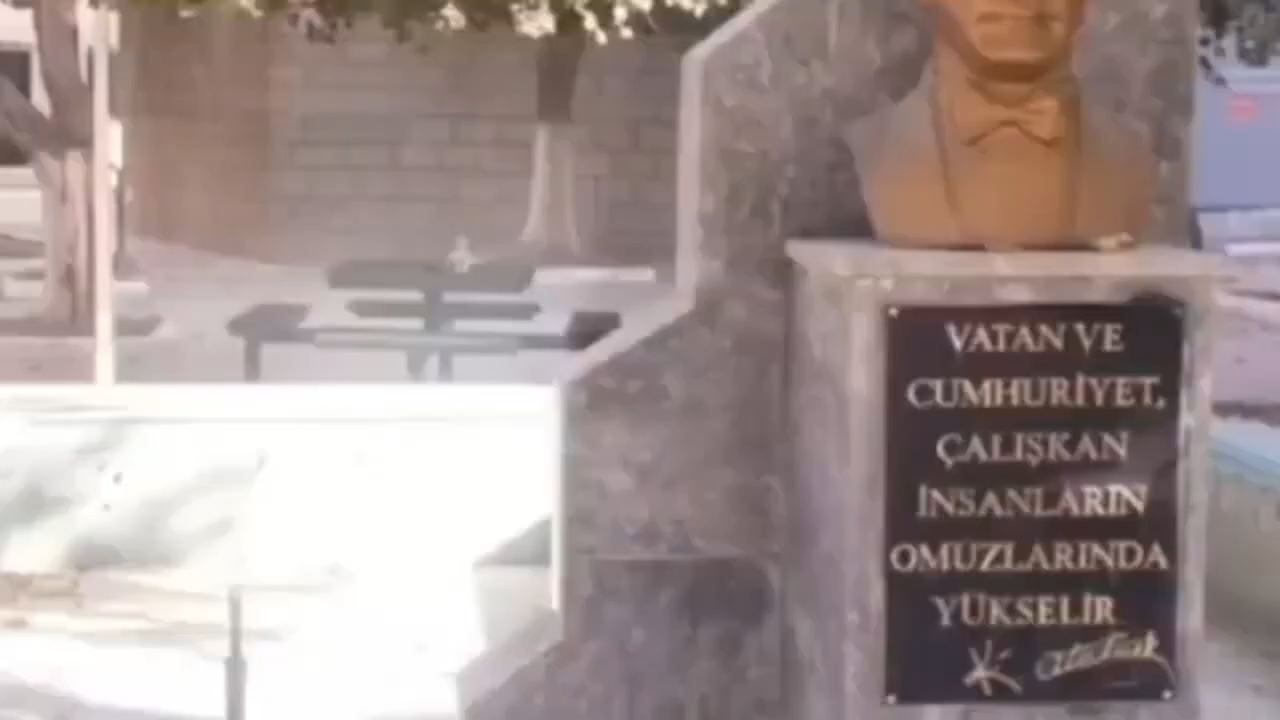 VATAN VE
CUMHURİYET,
ÇALIŞKAN
İNSANLARIN
OMUZLARINDA
YÜKSELİR
K. Atatürk